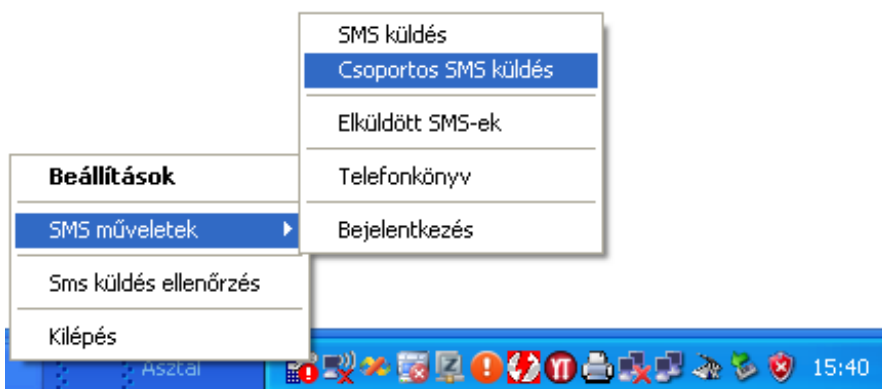 SMS küldés
Csoportos SMS küldés
Elküldött SMS-ek
Telefonkönyv
Bejelentkezés
Beállítások
SMS műveletek
Sms küldés ellenőrzés
Kilépés
Asztal
15:40